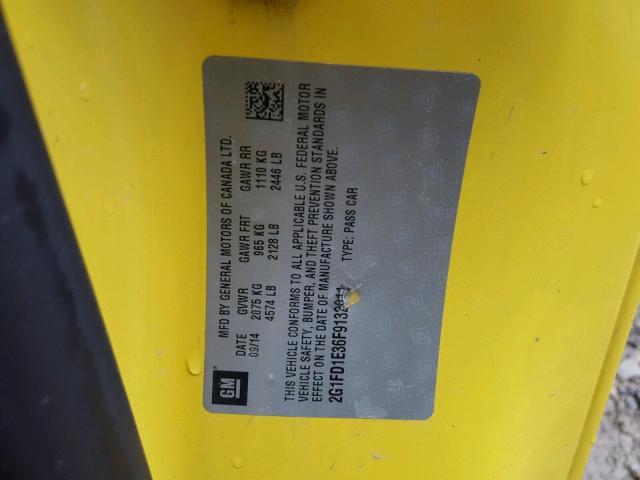 MFD BY GENERAL MOTORS OF CANADA LTD.
DATE GVWR GAWR FRT GAWR RR
09/14 2075 KG 965 KG 1110 KG
4574 LB 2128 LB 2446 LB
GM
THIS VEHICLE CONFORMS TO ALL APPLICABLE U.S. FEDERAL MOTOR
VEHICLE SAFETY, BUMPER, AND THEFT PREVENTION STANDARDS IN
EFFECT ON THE DATE OF MANUFACTURE SHOWN ABOVE.
TYPE: PASS CAR